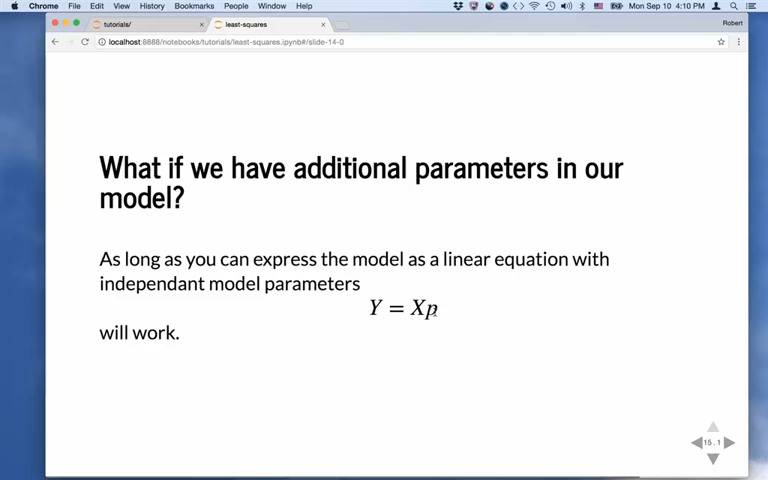 Chrome File Edit View History Bookmarks People Window Help Mon Sep 10 4:10 PM
tutorials/ least-squares Robert
localhost:8888/notebooks/tutorials/least-squares.ipynb#/slide-14-0
What if we have additional parameters in our
model?
As long as you can express the model as a linear equation with
independant model parameters
Y = Xp
will work.
15.1